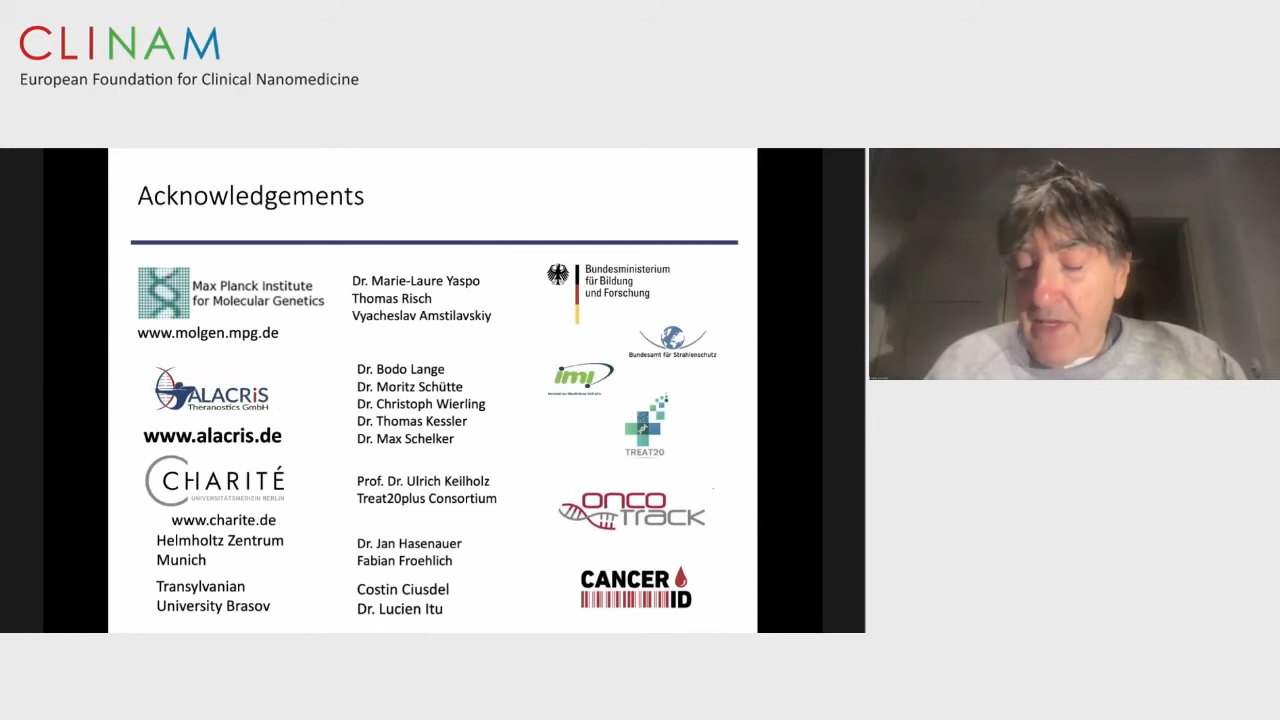 CLINAM
European Foundation for Clinical Nanomedicine
Acknowledgements
Max Planck Institute
for Molecular Genetics
www.molgen.mpg.de
Dr. Marie-Laure Yaspo
Thomas Risch
Vyacheslav Amstilavskiy
Bundesministerium
für Bildung
und Forschung
Bundesamt für Strahlenschutz
ALACRiS
Theranostics GmbH
www.alacris.de
Dr. Bodo Lange
Dr. Moritz Schütte
Dr. Christoph Wierling
Dr. Thomas Kessler
Dr. Max Schelker
imi
TREAT20
CHARITÉ
UNIVERSITÄTSMEDIZIN BERLIN
www.charite.de
Prof. Dr. Ulrich Keilholz
Treat20plus Consortium
ONCO
TRACK
Helmholtz Zentrum
Munich
Dr. Jan Hasenauer
Fabian Froehlich
Transylvanian
University Brasov
Costin Ciusdel
Dr. Lucien Itu
CANCER
ID